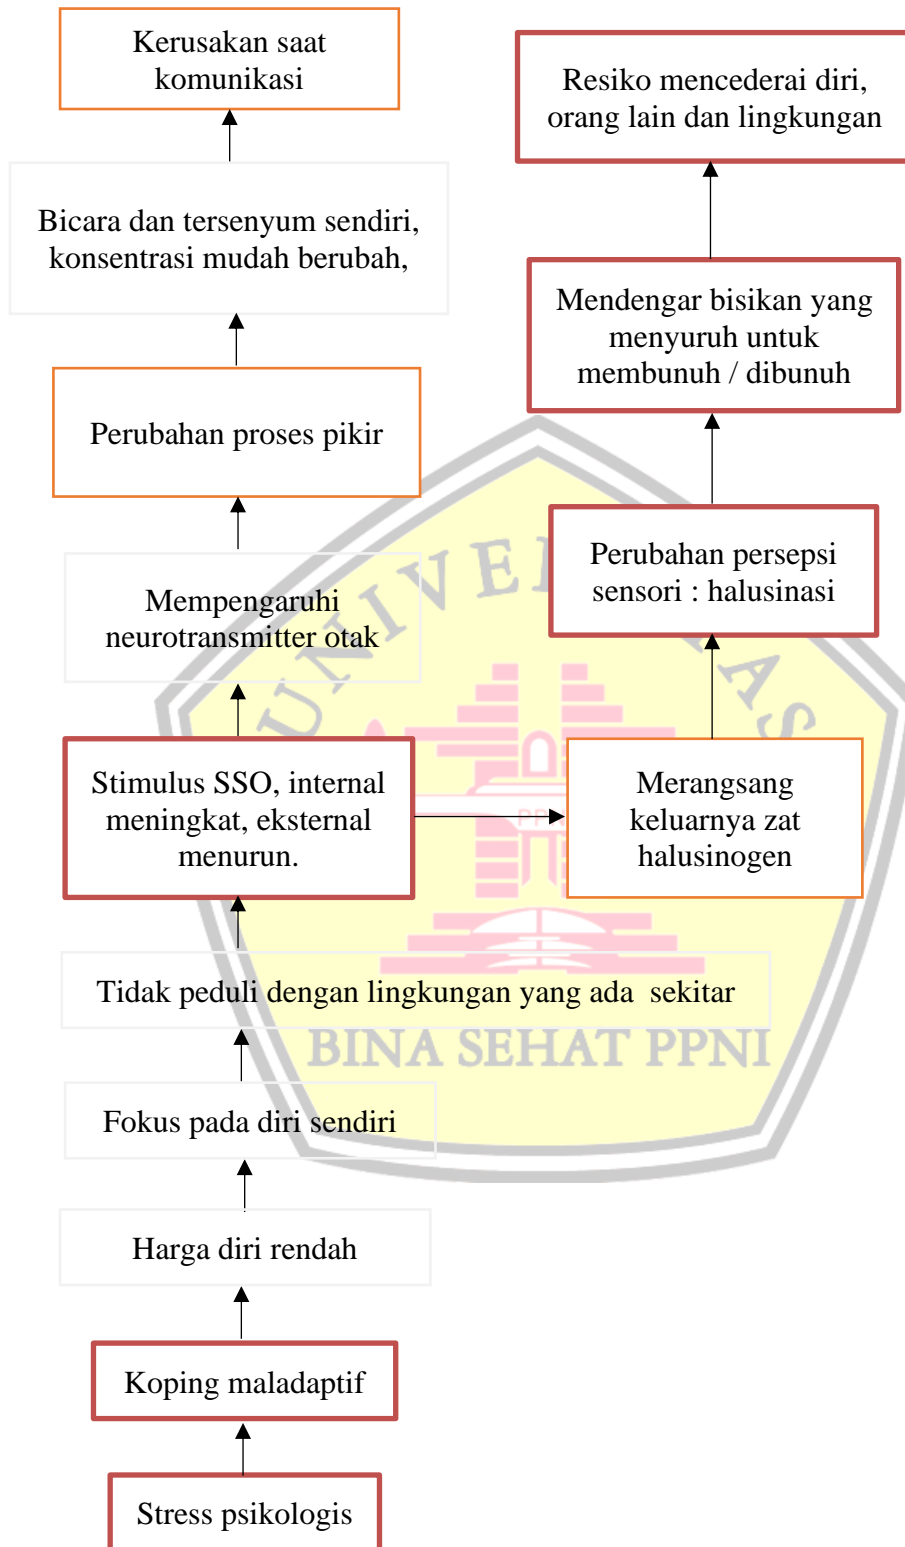 Kerusakan saat
komunikasi
Resiko mencederai diri,
orang lain dan lingkungan
Bicara dan tersenyum sendiri,
konsentrasi mudah berubah,
Mendengar bisikan yang
menyuruh untuk
membunuh / dibunuh
Perubahan proses pikir
Perubahan persepsi
sensori : halusinasi
Mempengaruhi
neurotransmitter otak
Stimulus SSO, internal
meningkat, eksternal
menurun.
Merangsang
keluarnya zat
halusinogen
Tidak peduli dengan lingkungan yang ada  sekitar
BINA SEHAT PPNI
Fokus pada diri sendiri
Harga diri rendah
Koping maladaptif
Stress psikologis